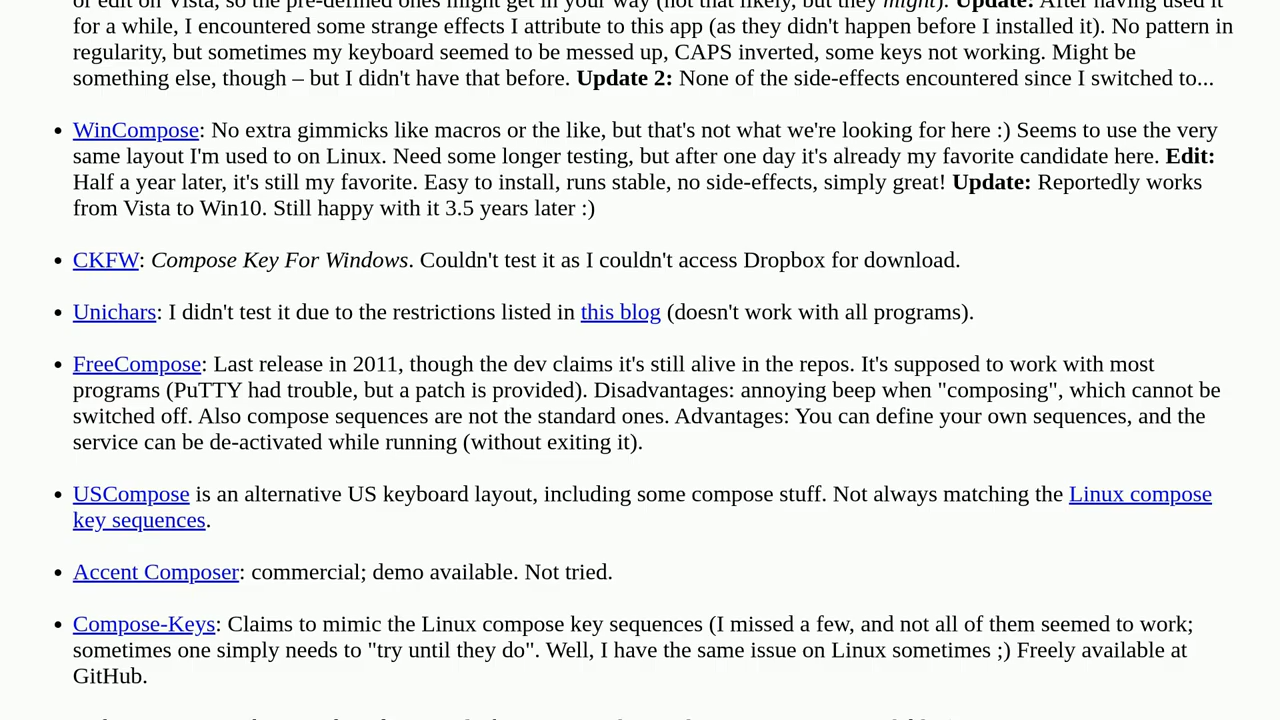 or edit on Vista, so the pre-defined ones might get in your way (not that likely, but they might). Update: After having used it
for a while, I encountered some strange effects I attribute to this app (as they didn't happen before I installed it). No pattern in
regularity, but sometimes my keyboard seemed to be messed up, CAPS inverted, some keys not working. Might be
something else, though – but I didn't have that before. Update 2: None of the side-effects encountered since I switched to...
• WinCompose: No extra gimmicks like macros or the like, but that's not what we're looking for here :) Seems to use the very
same layout I'm used to on Linux. Need some longer testing, but after one day it's already my favorite candidate here. Edit:
Half a year later, it's still my favorite. Easy to install, runs stable, no side-effects, simply great! Update: Reportedly works
from Vista to Win10. Still happy with it 3.5 years later :)
• CKFW: Compose Key For Windows. Couldn't test it as I couldn't access Dropbox for download.
• Unichars: I didn't test it due to the restrictions listed in this blog (doesn't work with all programs).
• FreeCompose: Last release in 2011, though the dev claims it's still alive in the repos. It's supposed to work with most
programs (PuTTY had trouble, but a patch is provided). Disadvantages: annoying beep when "composing", which cannot be
switched off. Also compose sequences are not the standard ones. Advantages: You can define your own sequences, and the
service can be de-activated while running (without exiting it).
• USCompose is an alternative US keyboard layout, including some compose stuff. Not always matching the Linux compose
key sequences.
• Accent Composer: commercial; demo available. Not tried.
• Compose-Keys: Claims to mimic the Linux compose key sequences (I missed a few, and not all of them seemed to work;
sometimes one simply needs to "try until they do". Well, I have the same issue on Linux sometimes ;) Freely available at
GitHub.